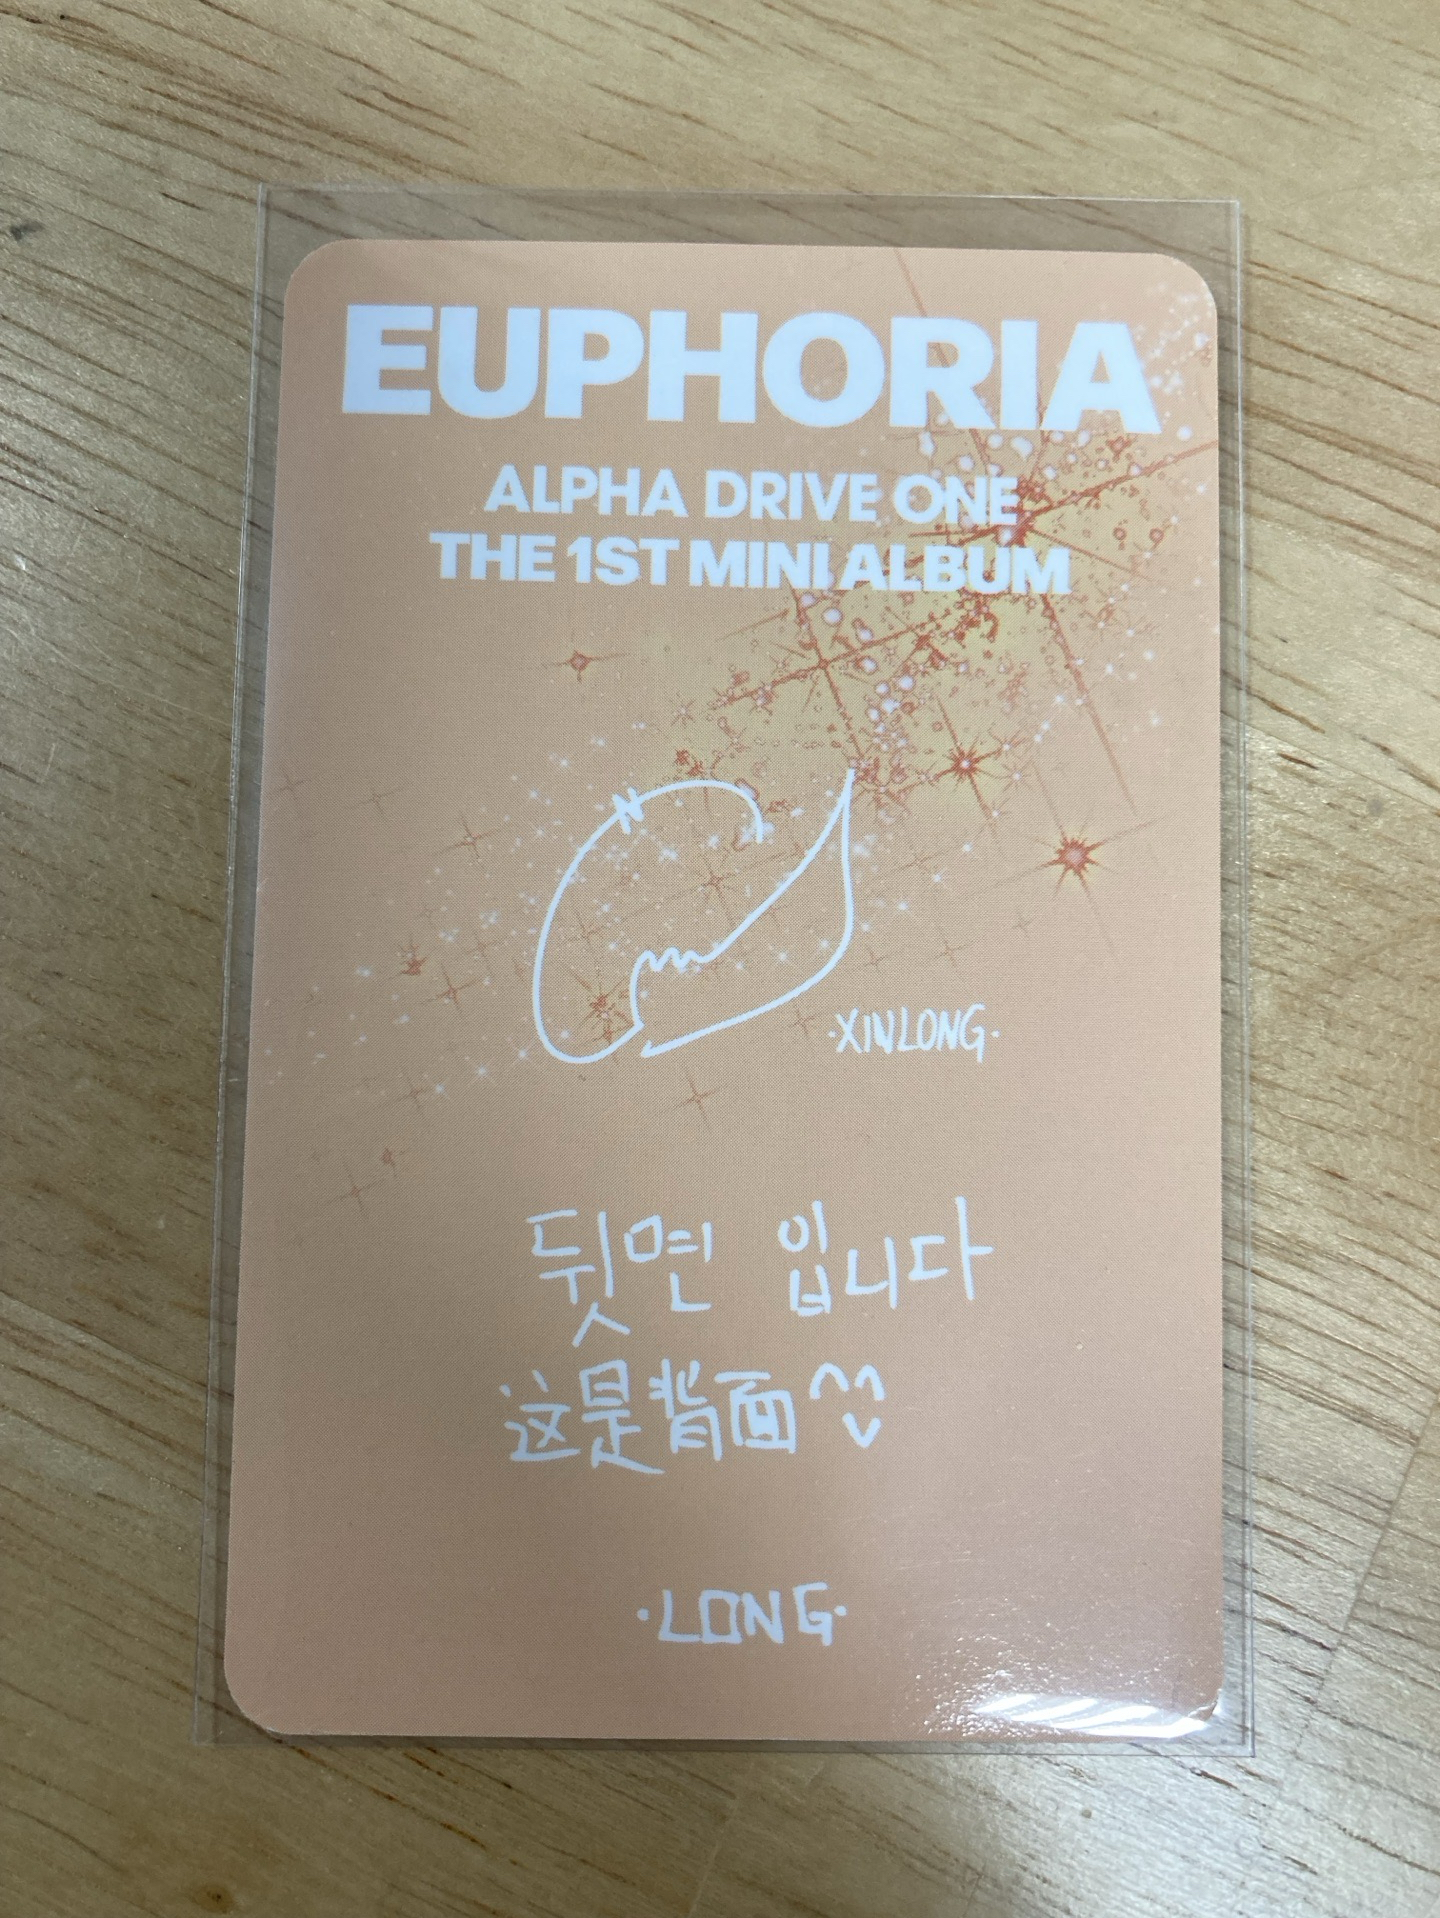 EUPHORIA
ALPHA DRIVE ONE
THE 1ST MINI ALBUM
·XINLONG·
뒷면 입니다
这是背面^^
·LONG·